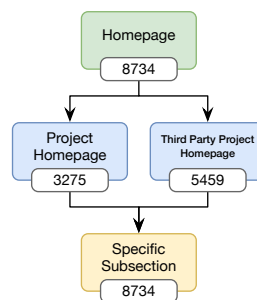 Homepage
8734
Project
Homepage
3275
Third Party Project
Homepage
5459
Specific
Subsection
8734